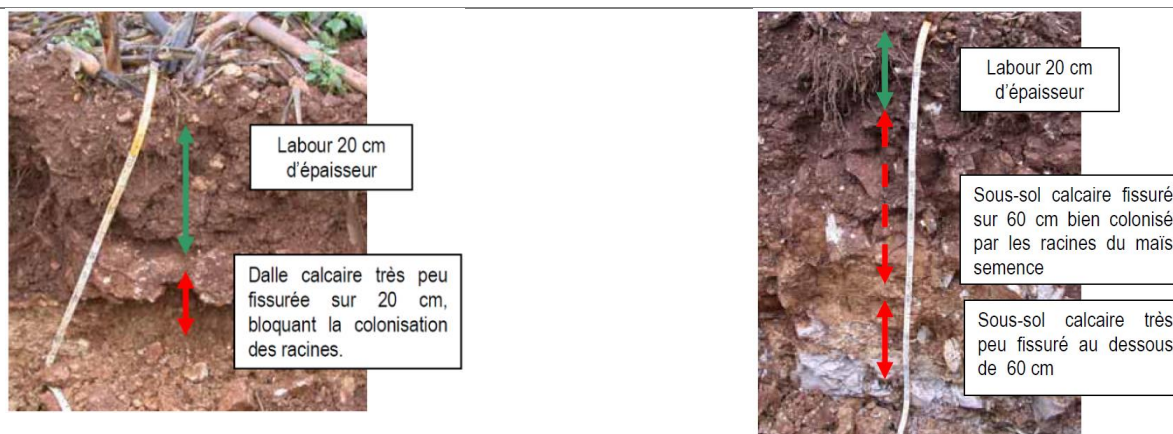 Labour 20 cm
d'épaisseur
Dalle calcaire très peu
fissurée sur 20 cm,
bloquant la colonisation
des racines.
Labour 20 cm
d'épaisseur
Sous-sol calcaire fissuré
sur 60 cm bien colonisé
par les racines du maïs
semence
Sous-sol calcaire très
peu fissuré au dessous
de 60 cm